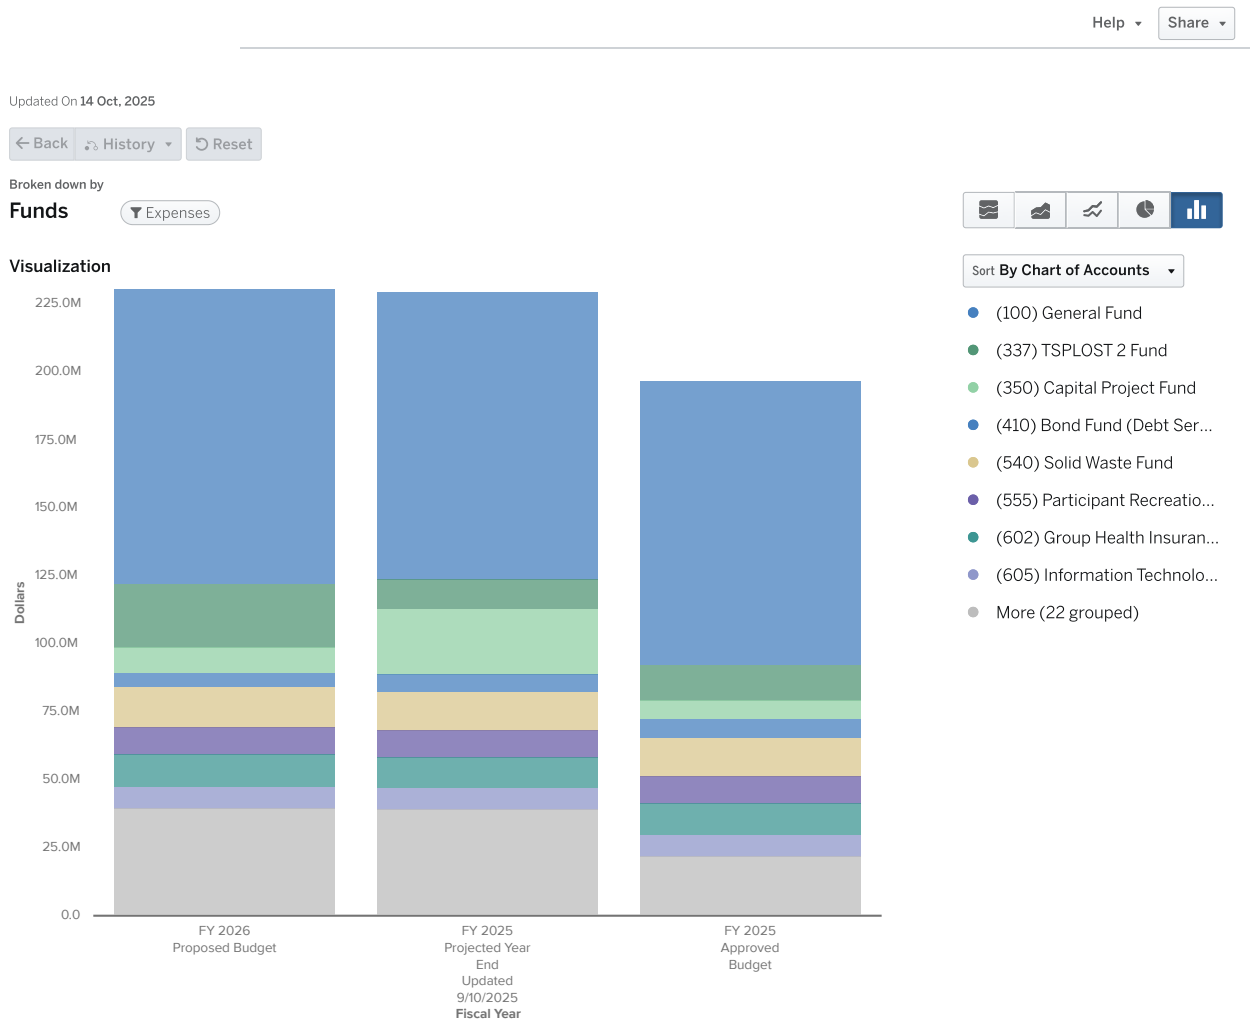 Help
Share
Updated On 14 Oct, 2025
Back
History
Reset
Broken down by
Funds
Expenses
Visualization
Sort By Chart of Accounts
(100) General Fund
(337) TSPLOST 2 Fund
(350) Capital Project Fund
(410) Bond Fund (Debt Ser...
(540) Solid Waste Fund
(555) Participant Recreatio...
(602) Group Health Insuran...
(605) Information Technolo...
More (22 grouped)
Dollars
225.0M
200.0M
175.0M
150.0M
125.0M
100.0M
75.0M
50.0M
25.0M
0.0
FY 2026
Proposed Budget
FY 2025
Projected Year
End
Updated
9/10/2025
FY 2025
Approved
Budget
Fiscal Year